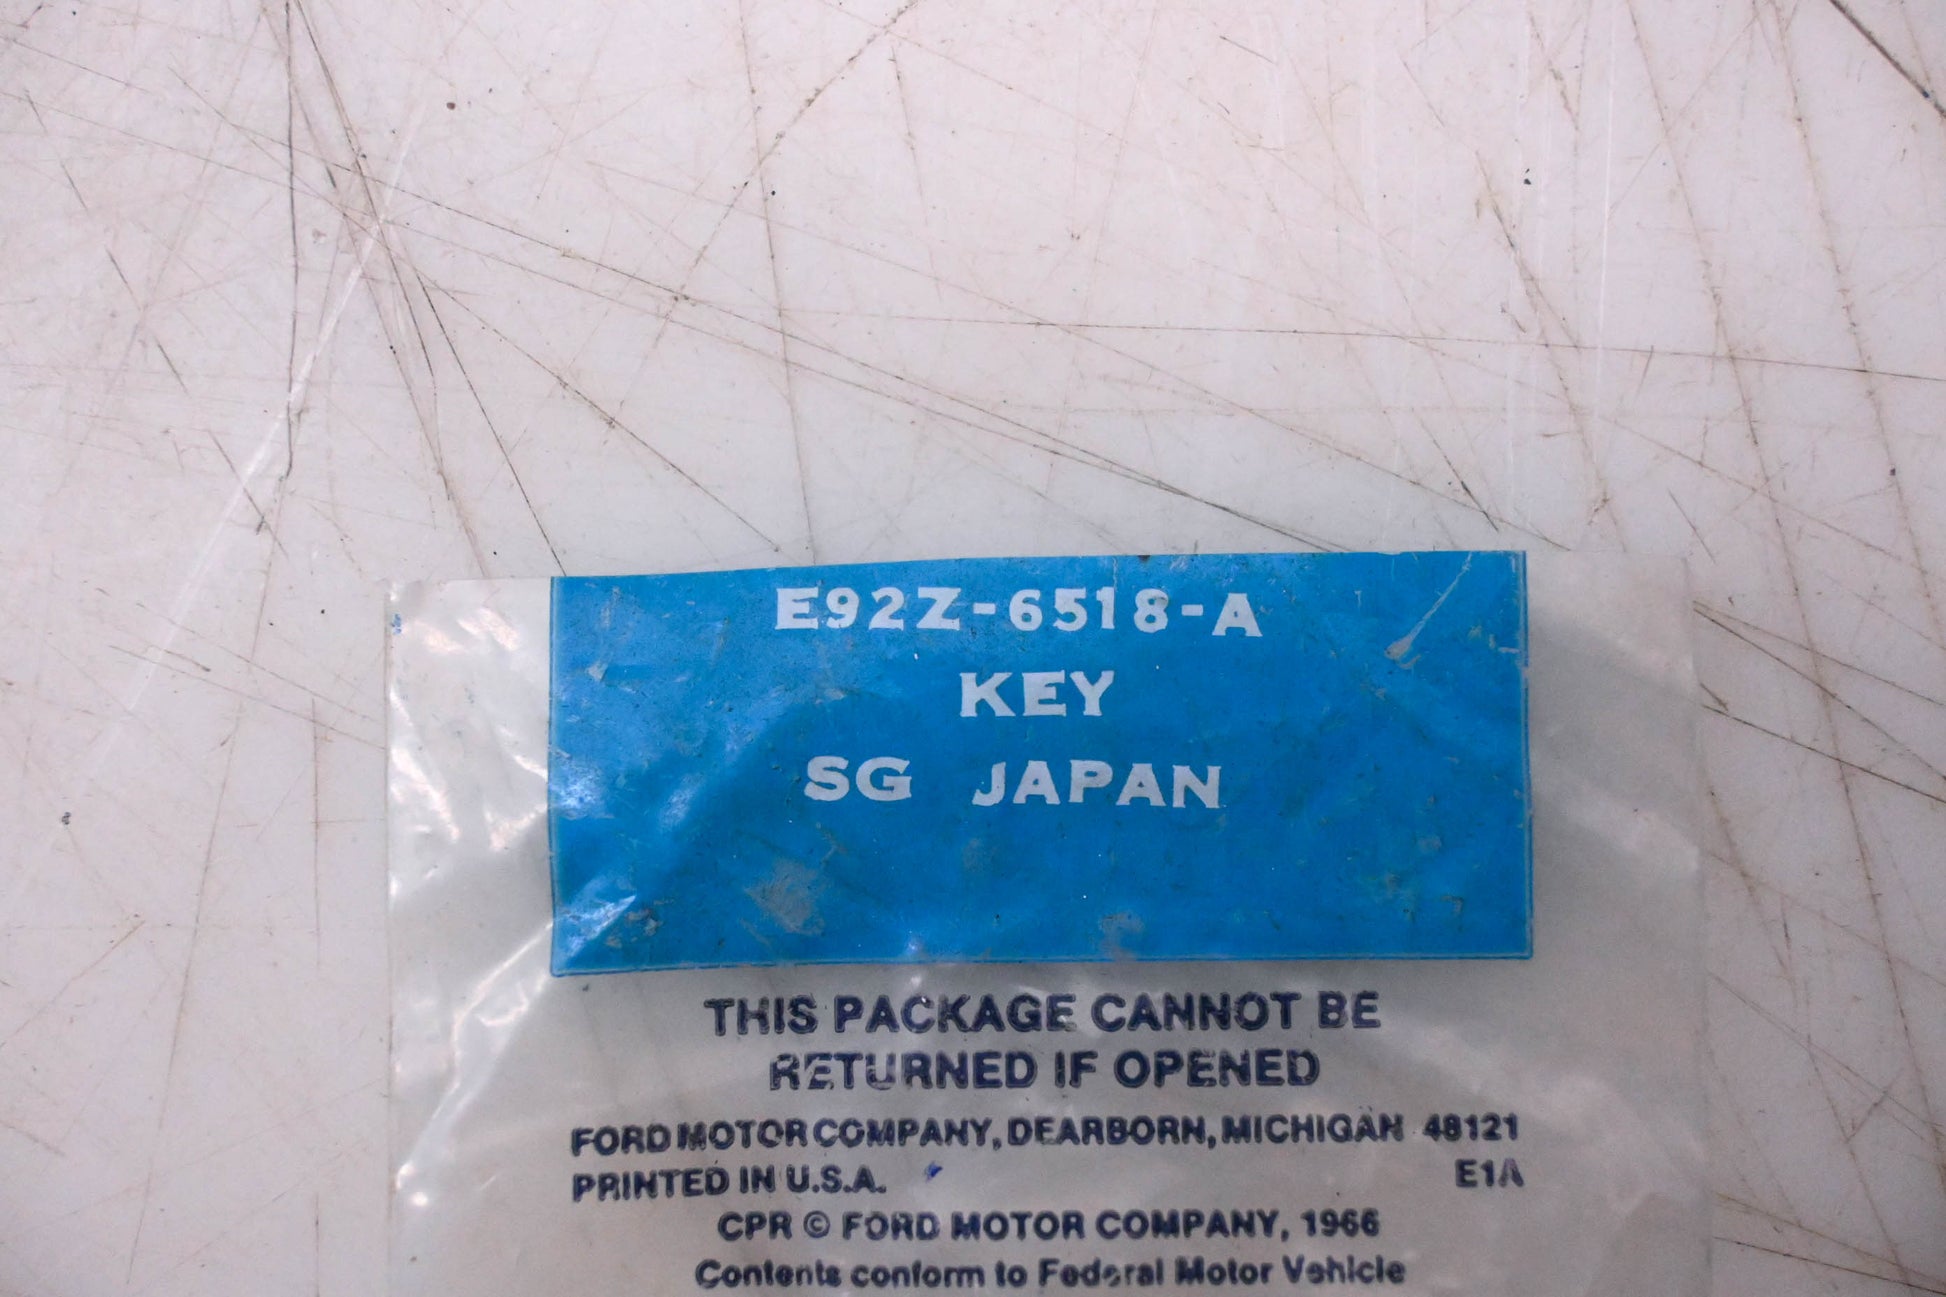 E92Z-6518-A
KEY
SG JAPAN
THIS PACKAGE CANNOT BE
RETURNED IF OPENED
FORD MOTOR COMPANY, DEARBORN, MICHIGAN 48121
PRINTED IN U.S.A. E1A
CPR © FORD MOTOR COMPANY, 1966
Contents conform to Federal Motor Vehicle